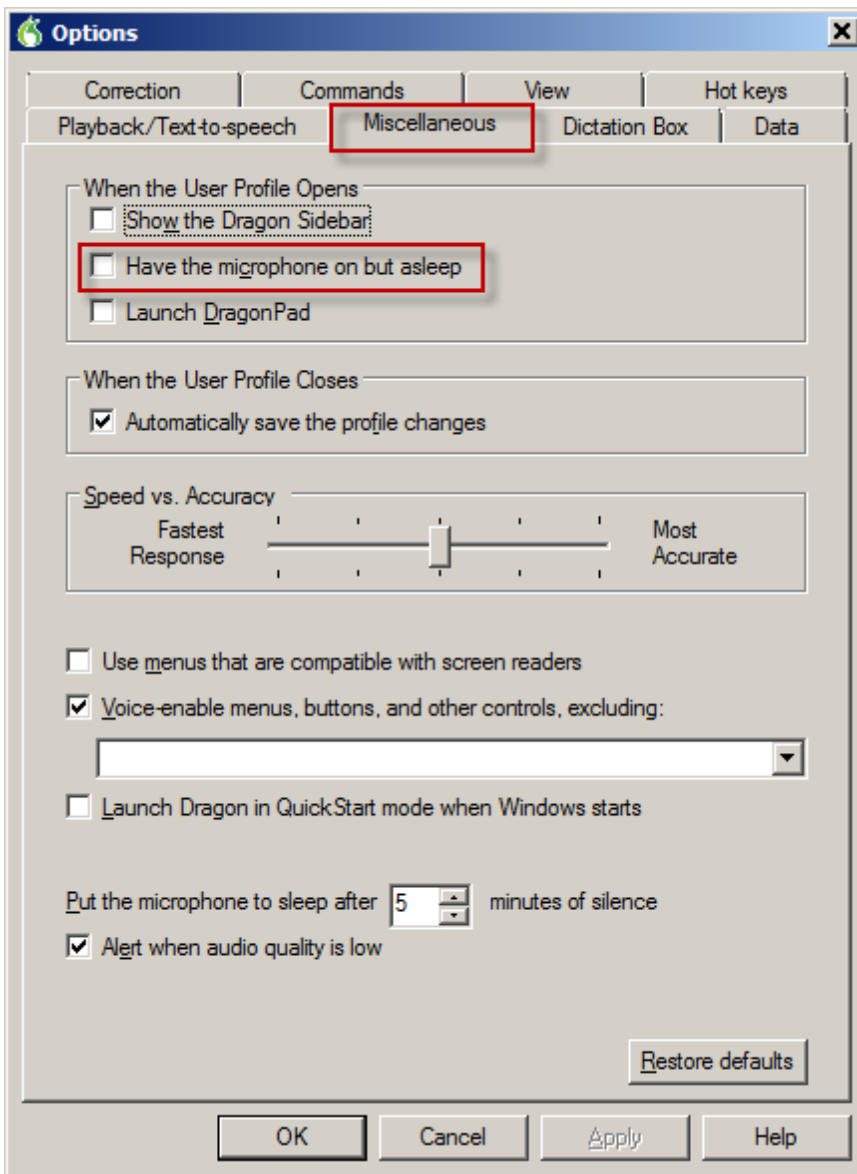 Options
Correction Commands View Hot keys
Playback/Text-to-speech Miscellaneous Dictation Box Data
When the User Profile Opens
Show the Dragon Sidebar
Have the microphone on but asleep
Launch DragonPad
When the User Profile Closes
Automatically save the profile changes
Speed vs. Accuracy
Fastest Most
Response Accurate
Use menus that are compatible with screen readers
Voice-enable menus, buttons, and other controls, excluding:
Launch Dragon in QuickStart mode when Windows starts
Put the microphone to sleep after 5 minutes of silence
Alert when audio quality is low
Restore defaults
OK Cancel Apply Help